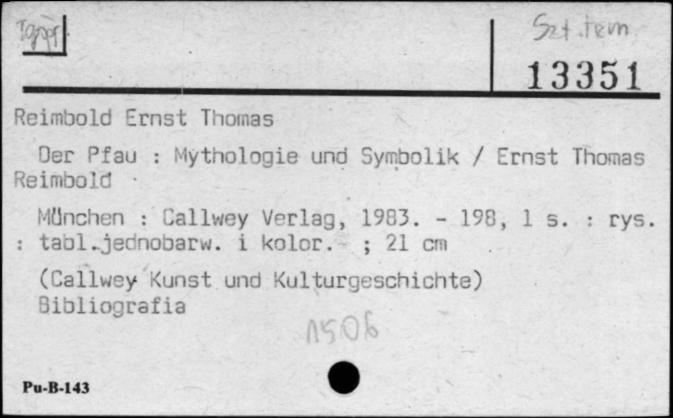 Szt. tem
13351
Reimbold Ernst Thomas
Der Pfau : Mythologie und Symbolik / Ernst Thomas
Reimbold
München : Callwey Verlag, 1983. - 198, 1 s. : rys.
: tabl.jednobarw. i kolor. ; 21 cm
(Callwey Kunst und Kulturgeschichte)
Bibliografia
1506
Pu-B-143